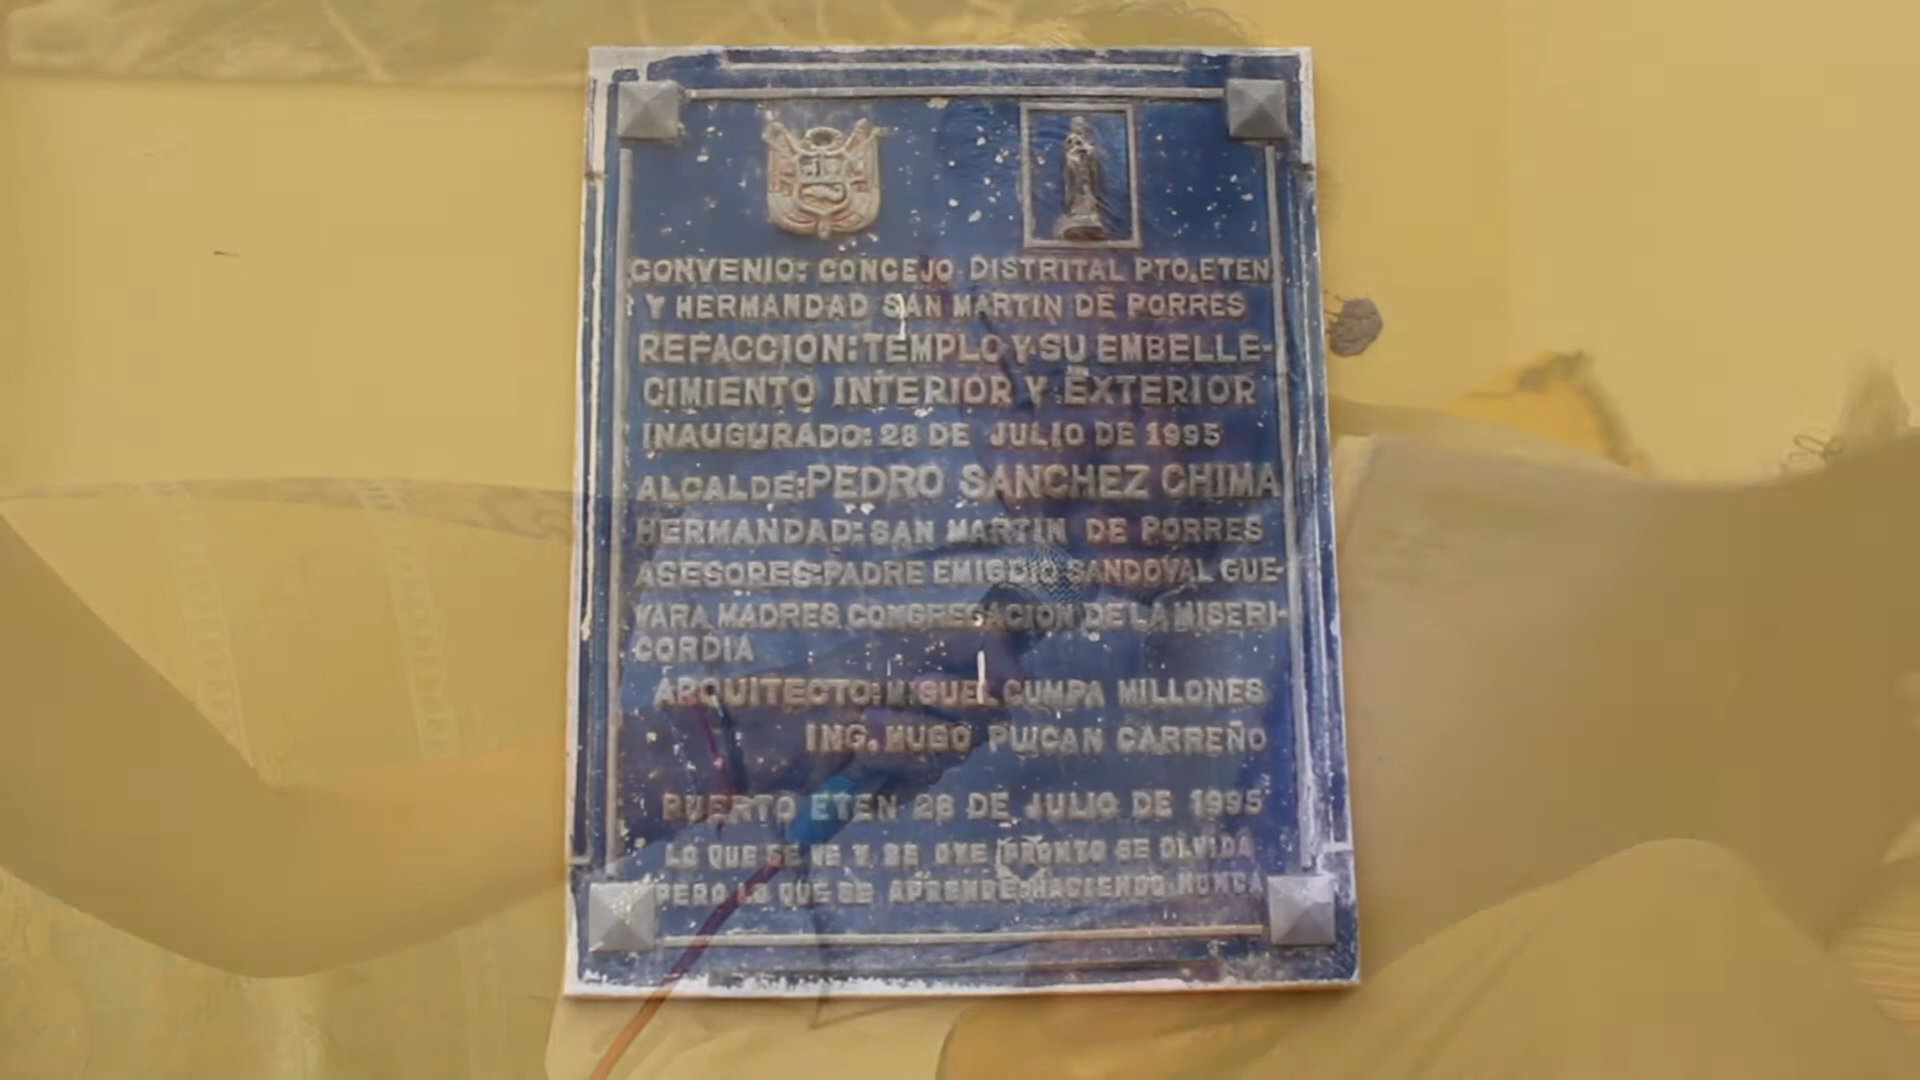 CONVENIO: CONCEJO DISTRITAL PTO. ETEN
Y HERMANDAD SAN MARTIN DE PORRES
REFACCION: TEMPLO Y SU EMBELLE-
CIMIENTO INTERIOR Y EXTERIOR
INAUGURADO: 28 DE JULIO DE 1995
ALCALDE: PEDRO SANCHEZ CHIMA
HERMANDAD: SAN MARTIN DE PORRES
ASESORES: PADRE EMIGDIO SANDOVAL GUE-
VARA MADRES CONGREGACION DE LA MISERI-
CORDIA
ARQUITECTO: MIGUEL CUMPA MILLONES
ING. HUGO PUICAN CARREÑO
PUERTO ETEN 28 DE JULIO DE 1995
LO QUE SE VE Y SE OYE PRONTO SE OLVIDA
PERO LO QUE SE APRENDE HACIENDO NUNCA